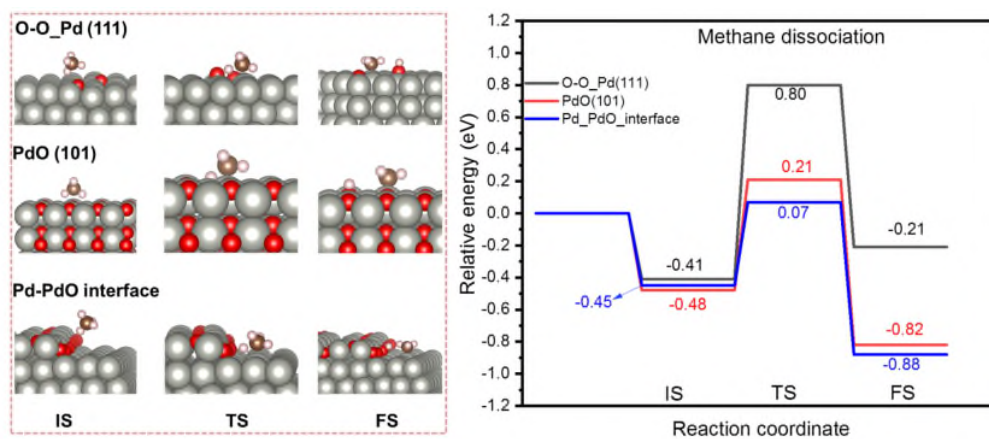 O-O_Pd (111)
PdO (101)
Pd-PdO interface
IS TS FS
Methane dissociation
O-O_Pd(111)
PdO(101)
Pd_PdO_interface
Relative energy (eV)
1.2
1.0
0.8
0.6
0.4
0.2
0.0
-0.2
-0.4
-0.6
-0.8
-1.0
-1.2
0.80
0.21
0.07
-0.21
-0.41
-0.45
-0.48
-0.82
-0.88
IS TS FS
Reaction coordinate